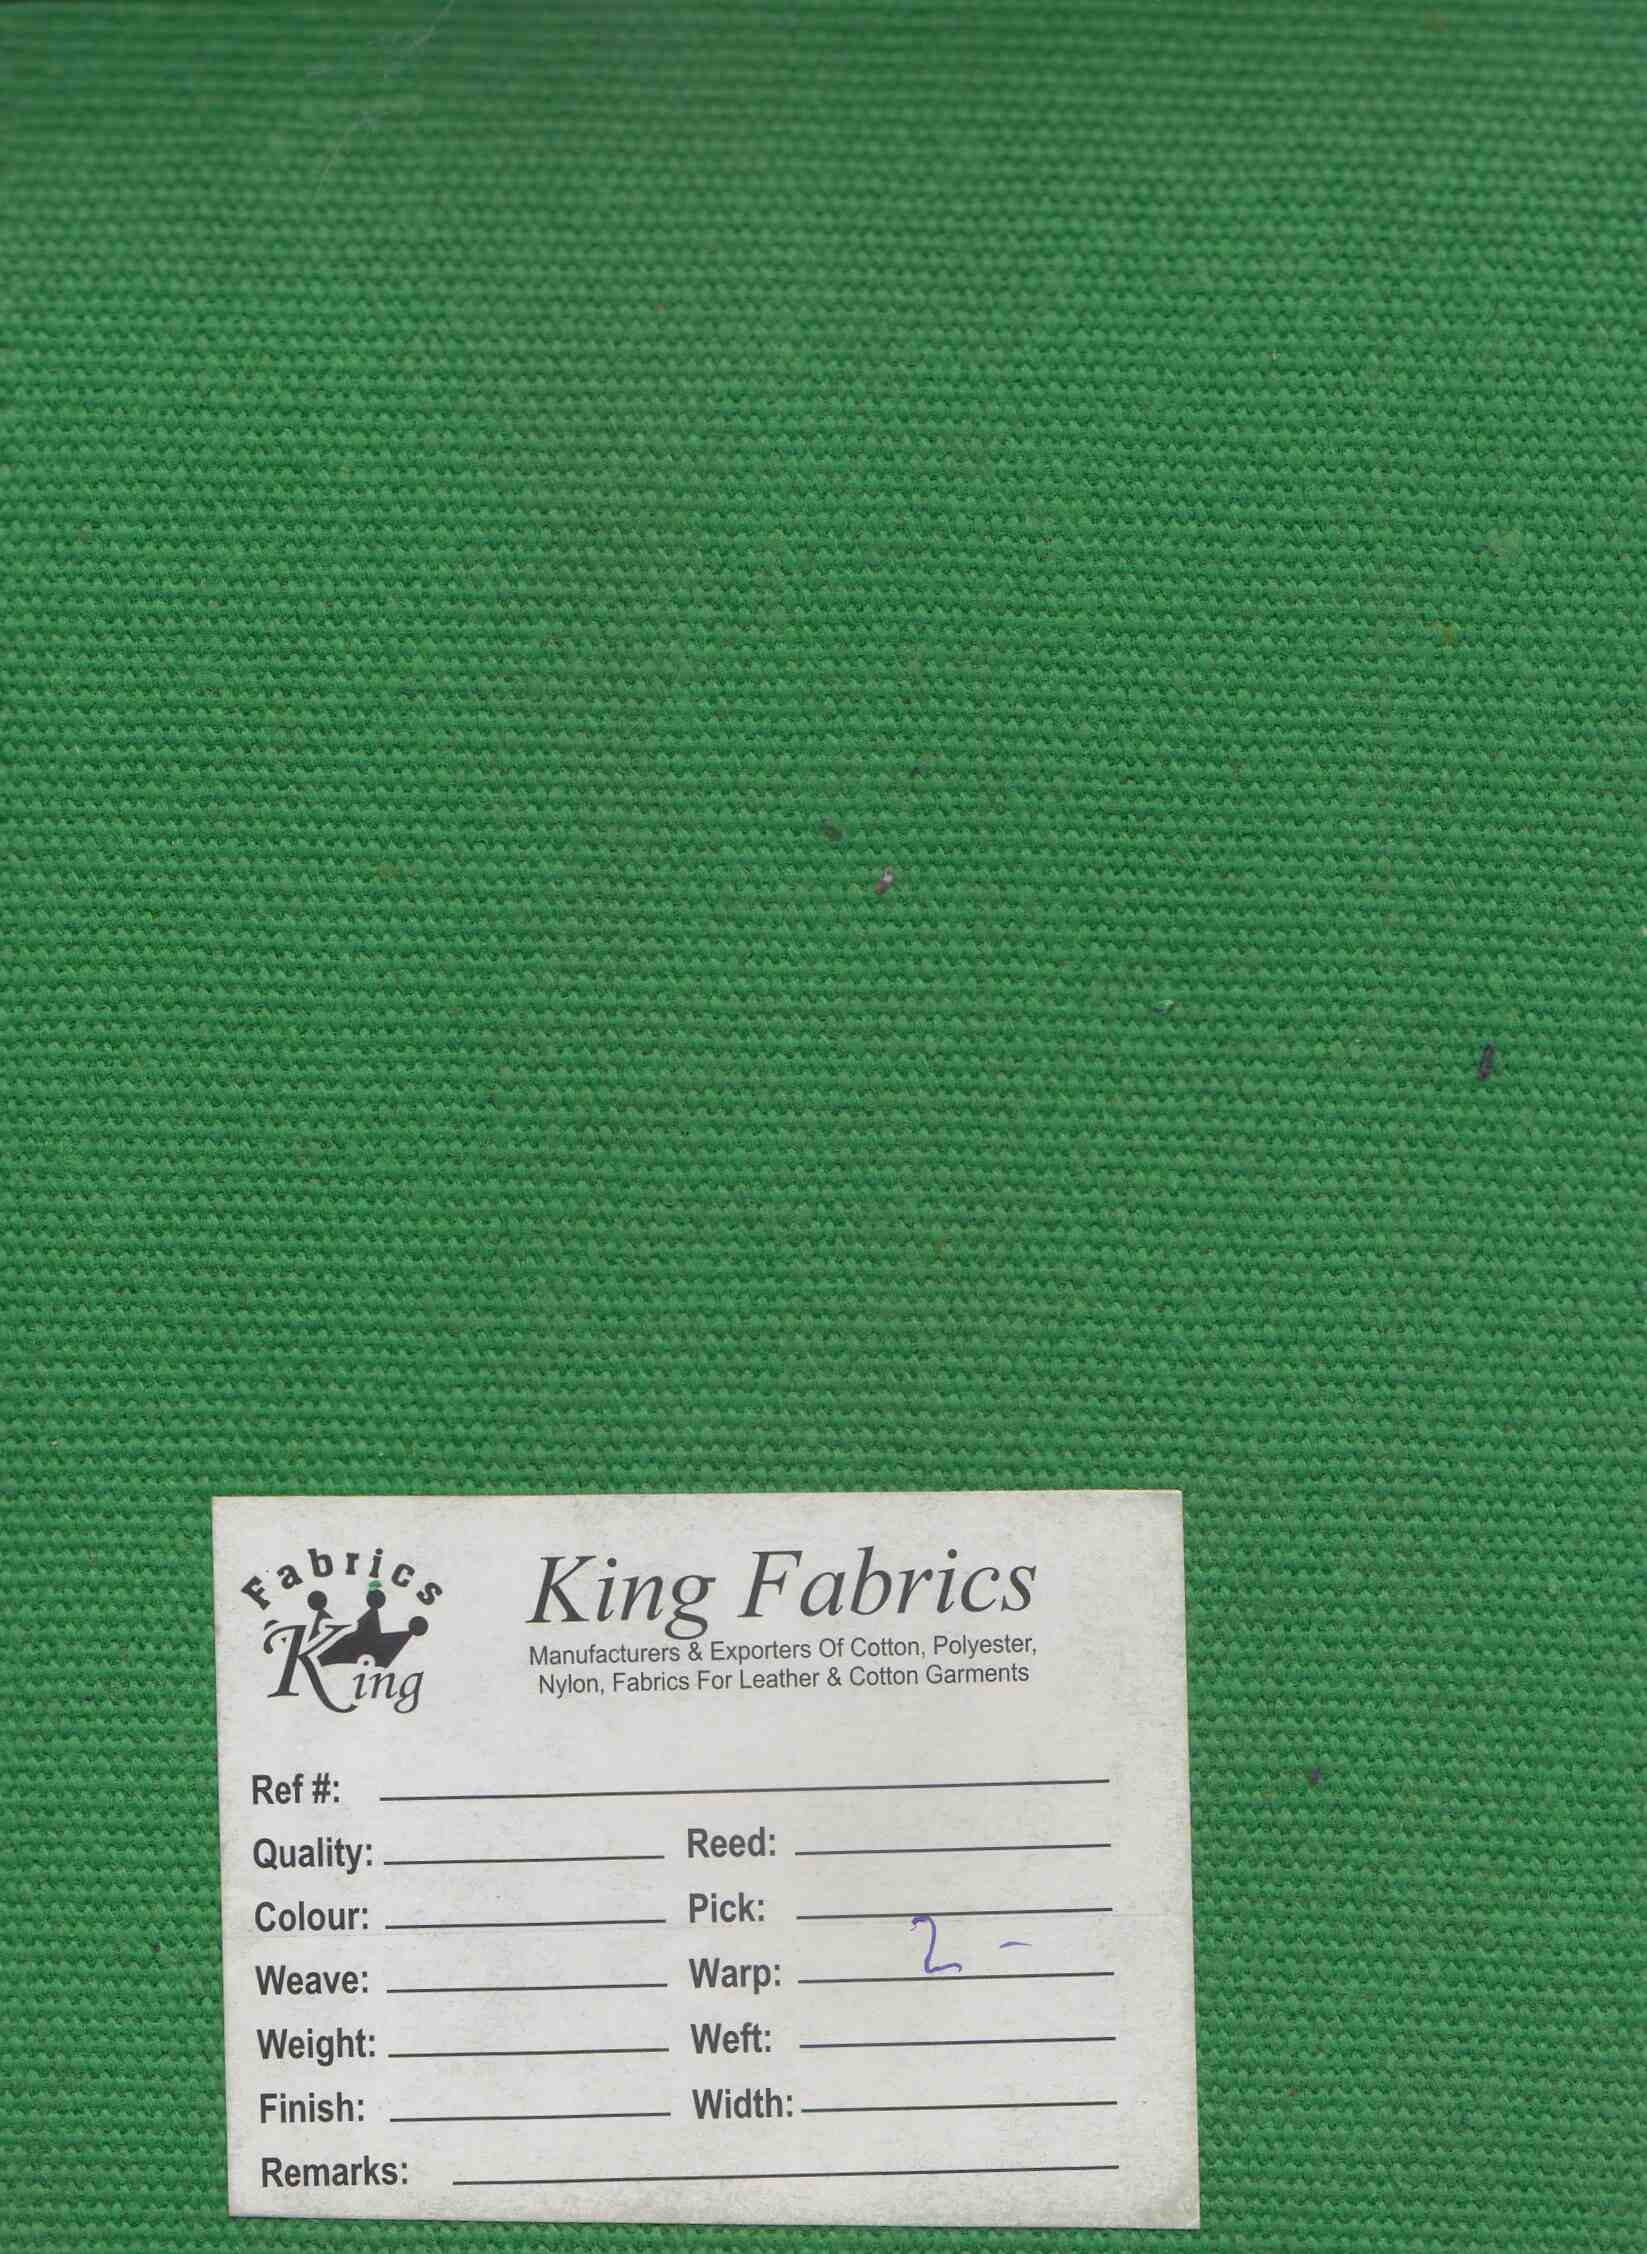 Fabrics
King
King Fabrics
Manufacturers & Exporters Of Cotton, Polyester,
Nylon, Fabrics For Leather & Cotton Garments
Ref #:
Quality: Reed:
Colour: Pick:
Weave: Warp: 2 -
Weight: Weft:
Finish: Width:
Remarks: